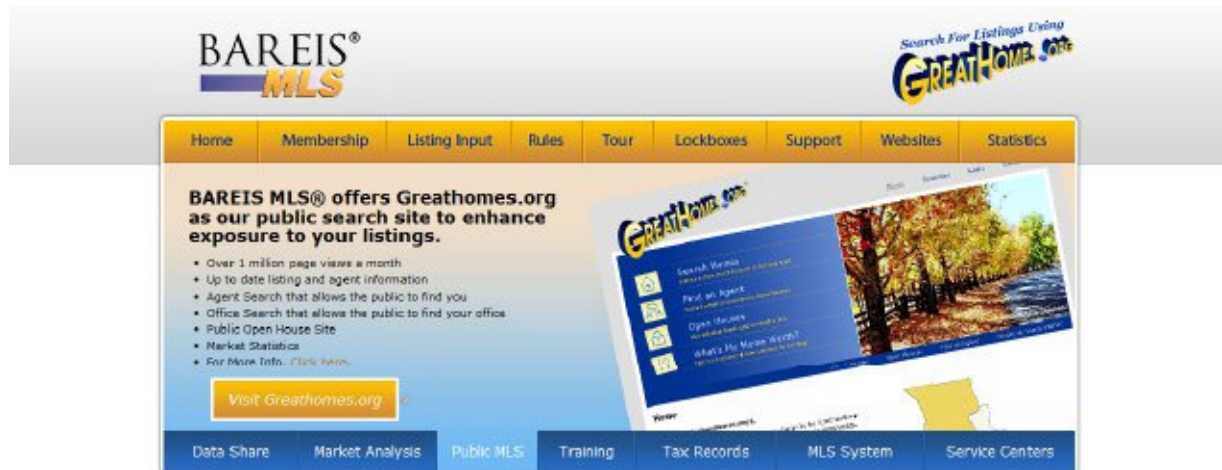 BAREIS®
MLS
Search For Listings Using
GREATHOMES.ORG
Home Membership Listing Input Rules Tour Lockboxes Support Websites Statistics
BAREIS MLS® offers Greathomes.org
as our public search site to enhance
exposure to your listings.
• Over 1 million page views a month
• Up to date listing and agent information
• Agent Search that allows the public to find you
• Office Search that allows the public to find your office
• Public Open House Site
• Market Statistics
• For More Info. Click here.
Visit Greathomes.org
GREATHOMES.ORG
Search Homes
Find an Agent
Open Houses
What's My Home Worth?
Home
Data Share Market Analysis Public MLS Training Tax Records MLS System Service Centers